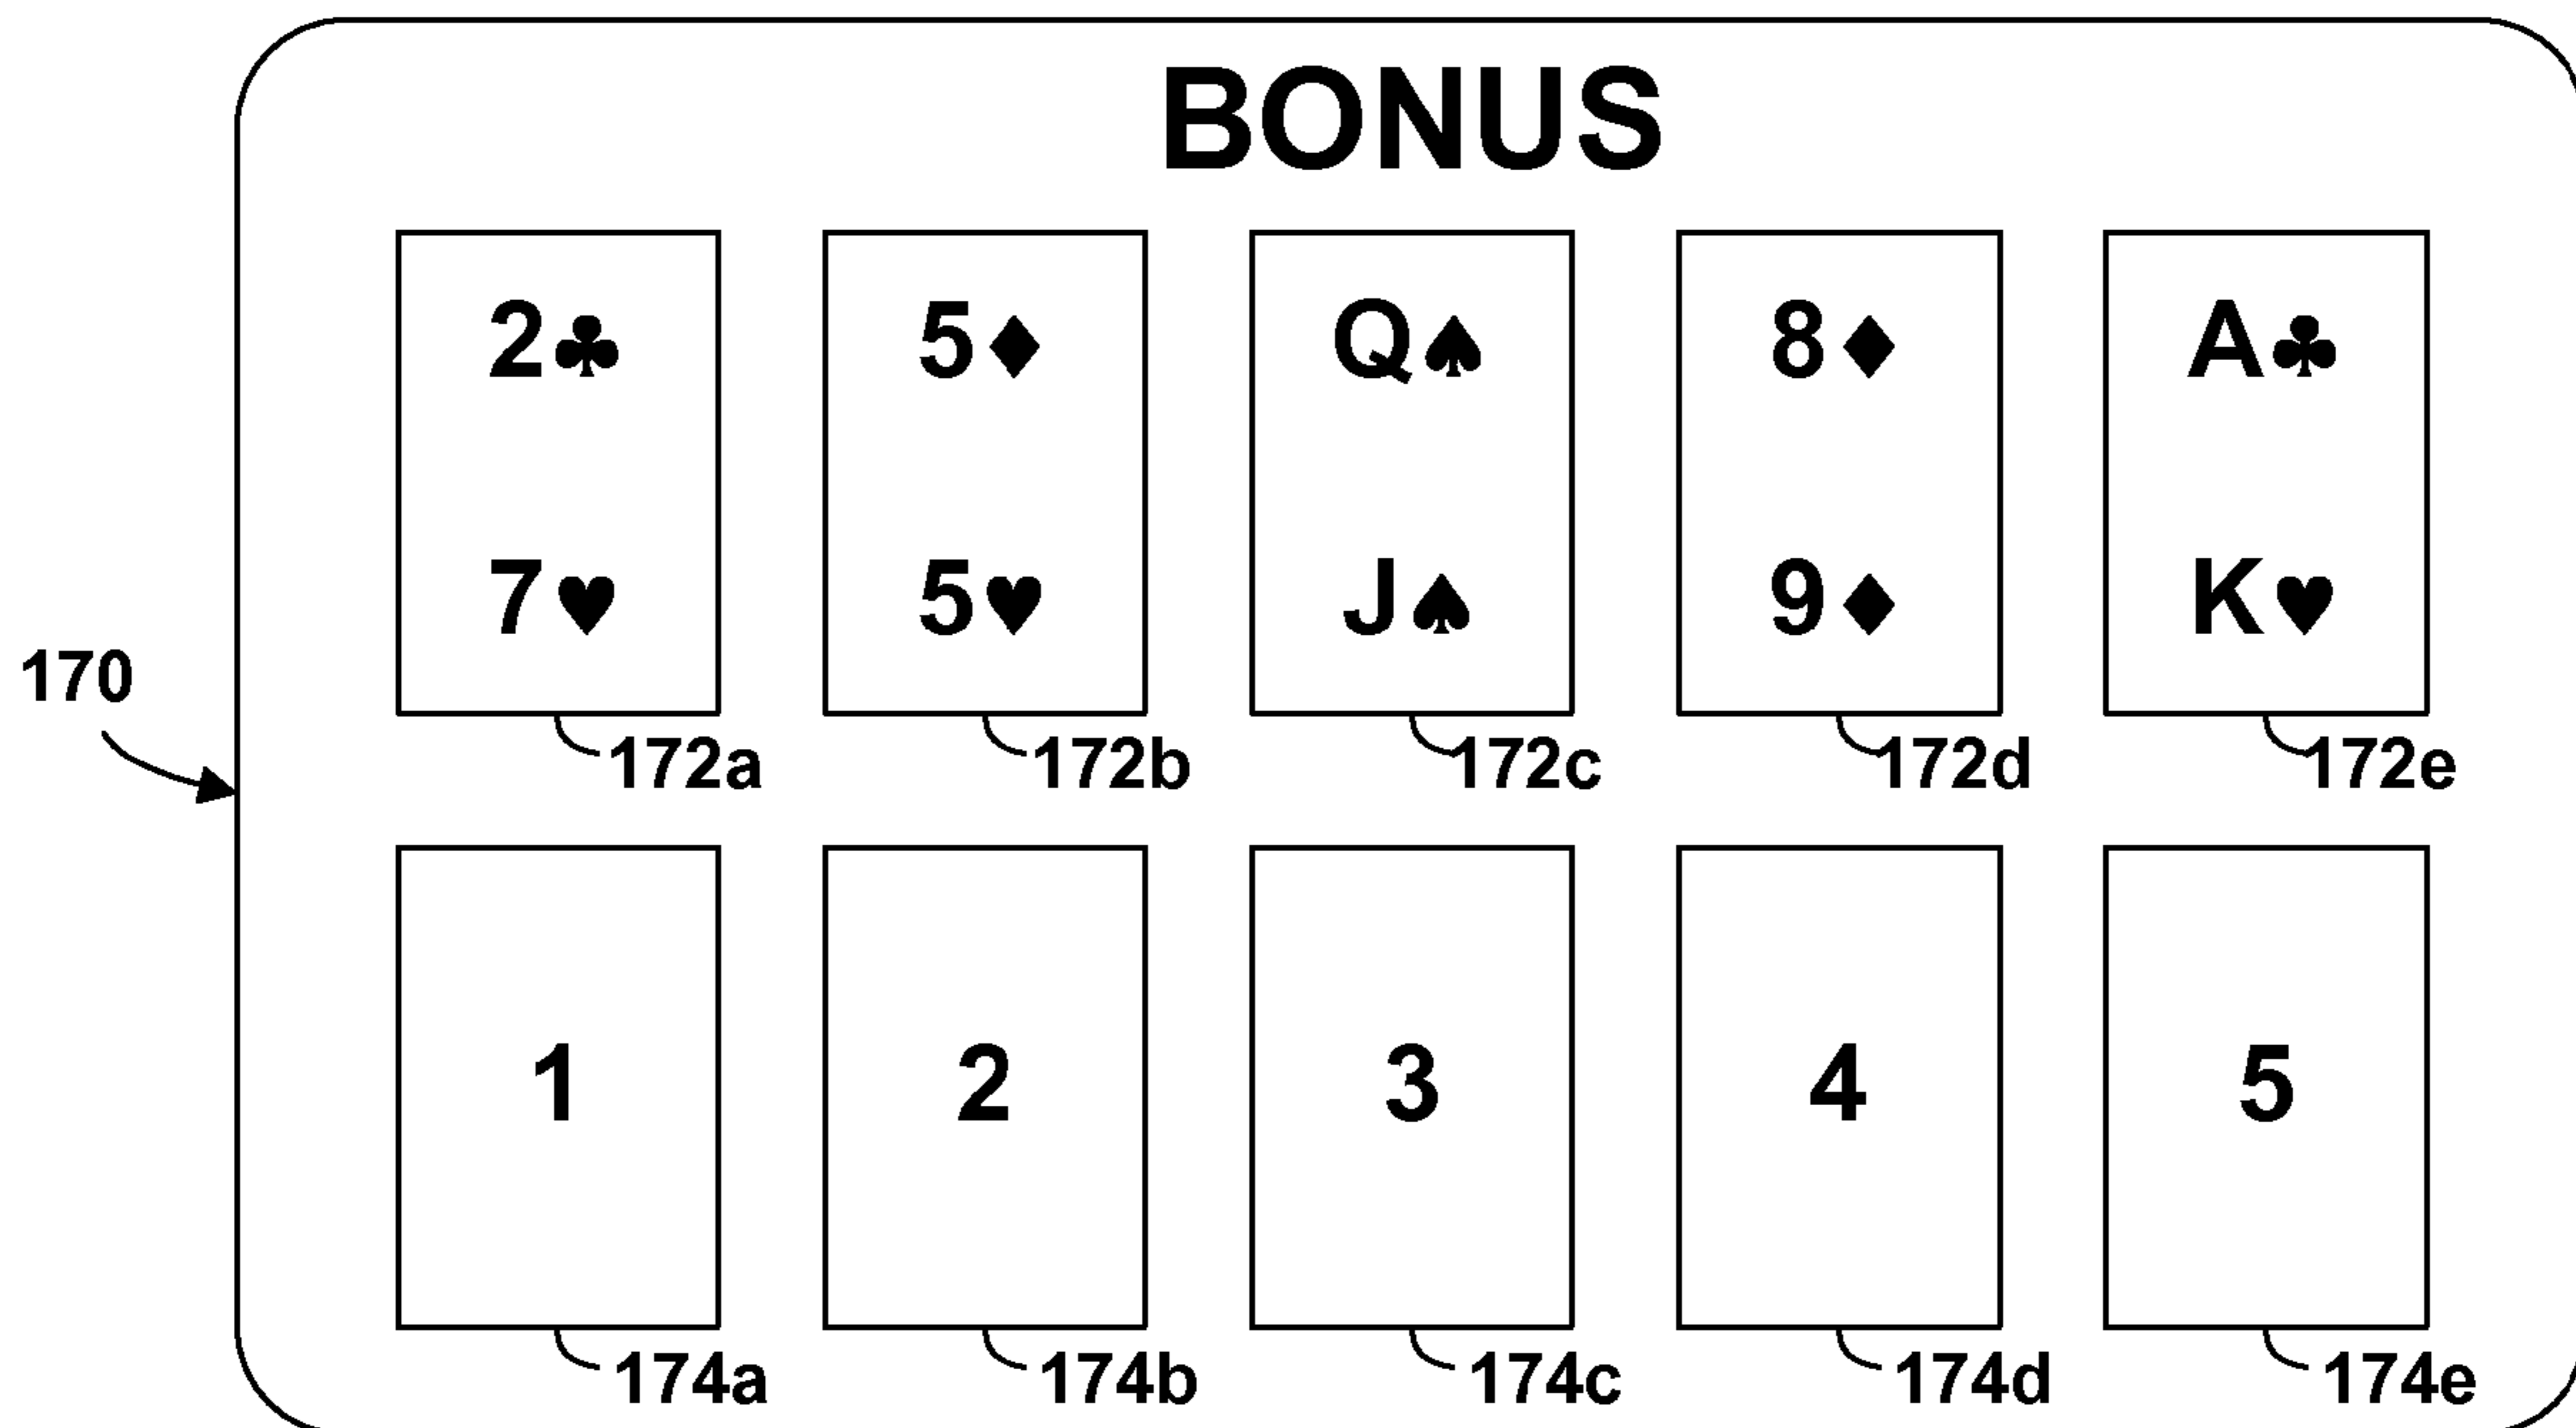 BONUS
2♣ 5♦ Q♠ 8♦ A♣
7♥ 5♥ J♠ 9♦ K♥
170
172a 172b 172c 172d 172e
1 2 3 4 5
174a 174b 174c 174d 174e